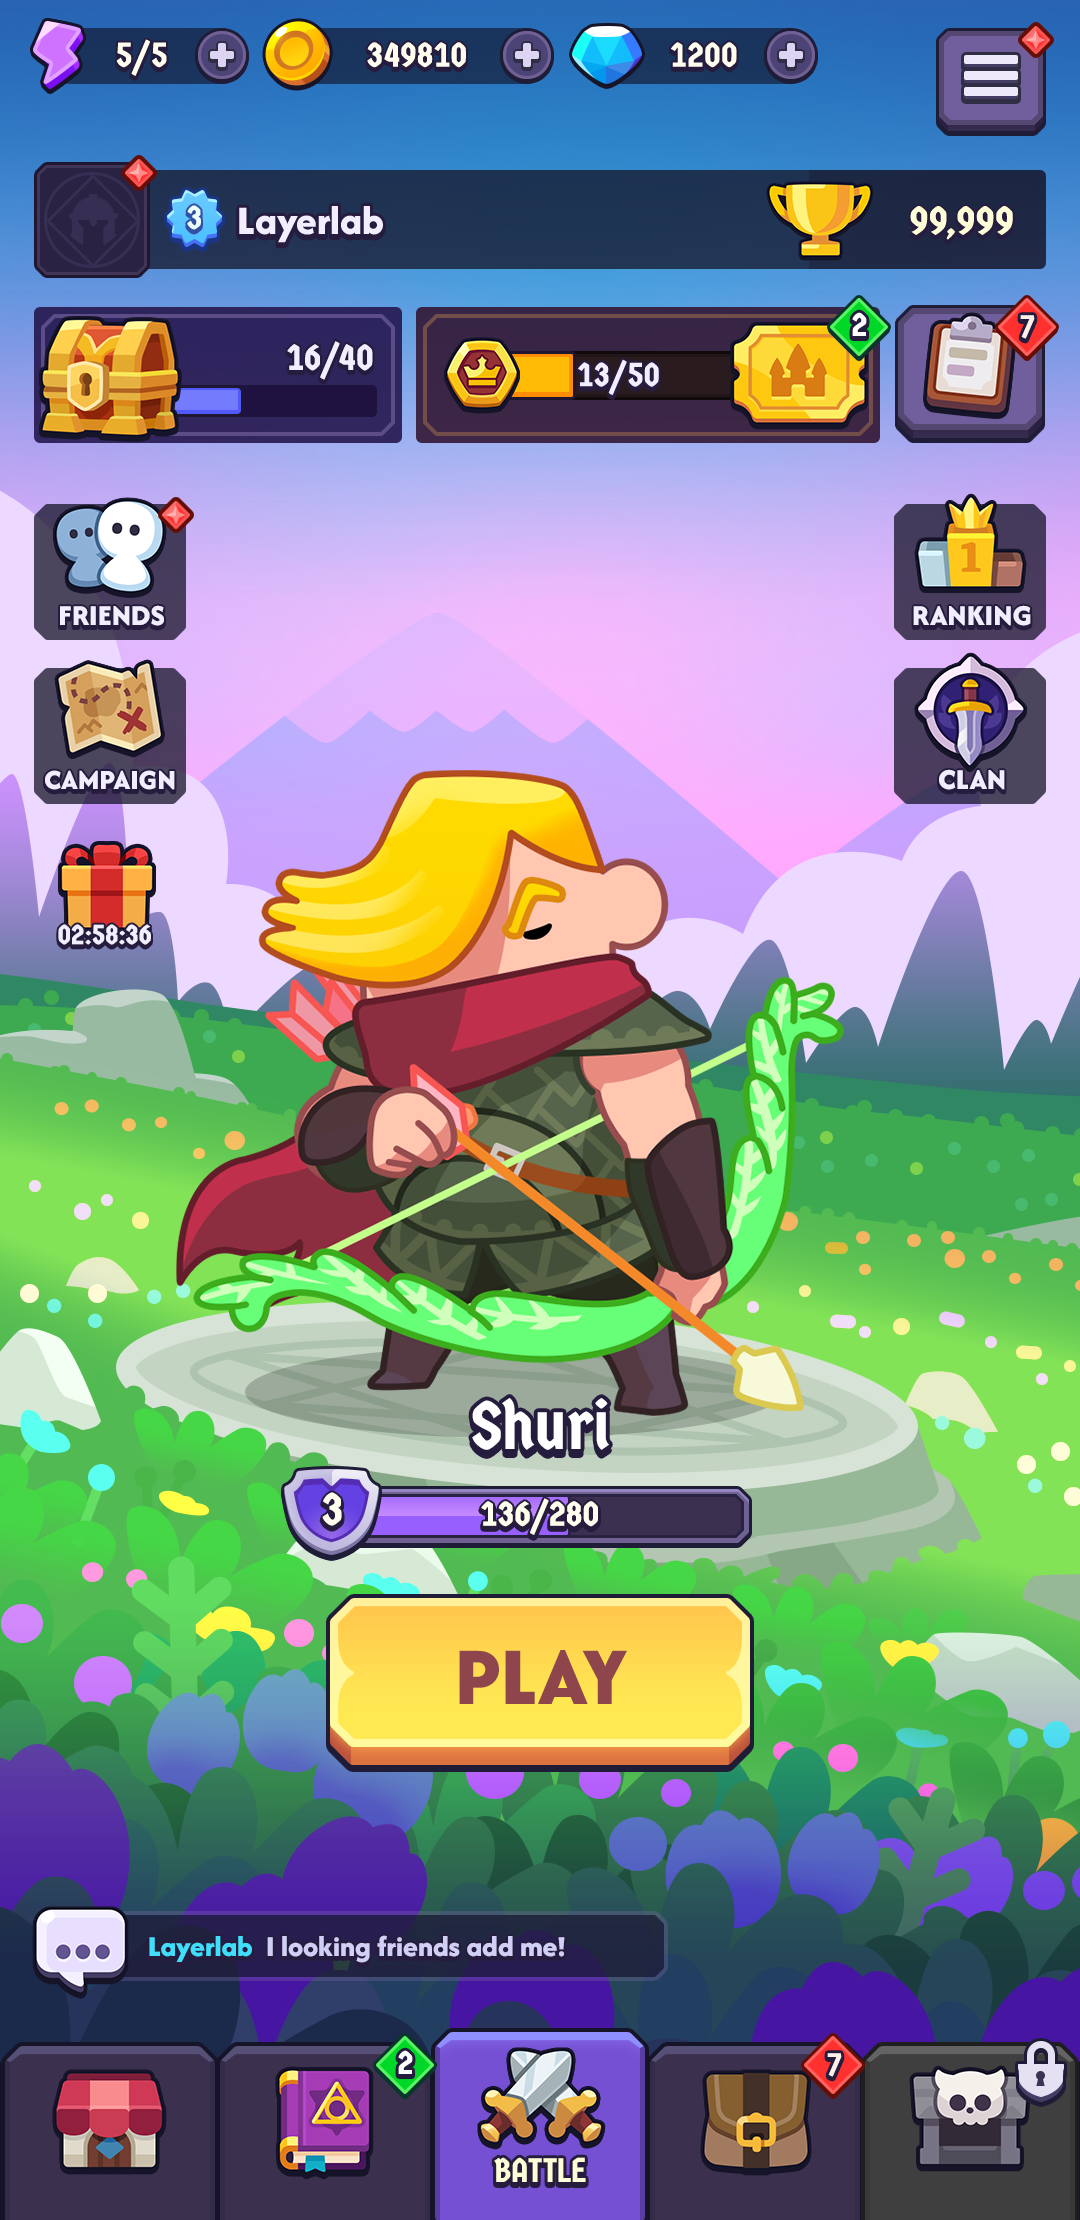 5/5
349810
1200
3
Layerlab
99,999
16/40
13/50
2
7
FRIENDS
1
RANKING
CAMPAIGN
CLAN
02:58:36
Shuri
3
136/280
PLAY
Layerlab I looking friends add me!
2
7
BATTLE